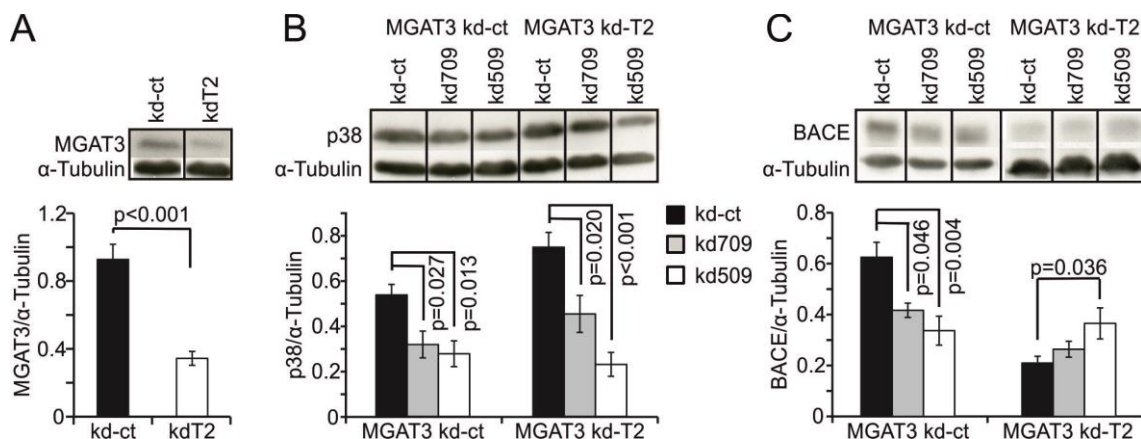 A
kd-ct
kdT2
MGAT3
α-Tubulin
p<0.001
1.2
0.8
0.4
0
MGAT3/α-Tubulin
kd-ct
kdT2
B
MGAT3 kd-ct
MGAT3 kd-T2
kd-ct
kd709
kd509
kd-ct
kd709
kd509
p38
α-Tubulin
0.8
0.6
0.4
0.2
0
p38/α-Tubulin
p=0.027
p=0.013
p=0.020
p<0.001
MGAT3 kd-ct
MGAT3 kd-T2
kd-ct
kd709
kd509
C
MGAT3 kd-ct
MGAT3 kd-T2
kd-ct
kd709
kd509
kd-ct
kd709
kd509
BACE
α-Tubulin
0.8
0.6
0.4
0.2
0
BACE/α-Tubulin
p=0.046
p=0.004
p=0.036
MGAT3 kd-ct
MGAT3 kd-T2